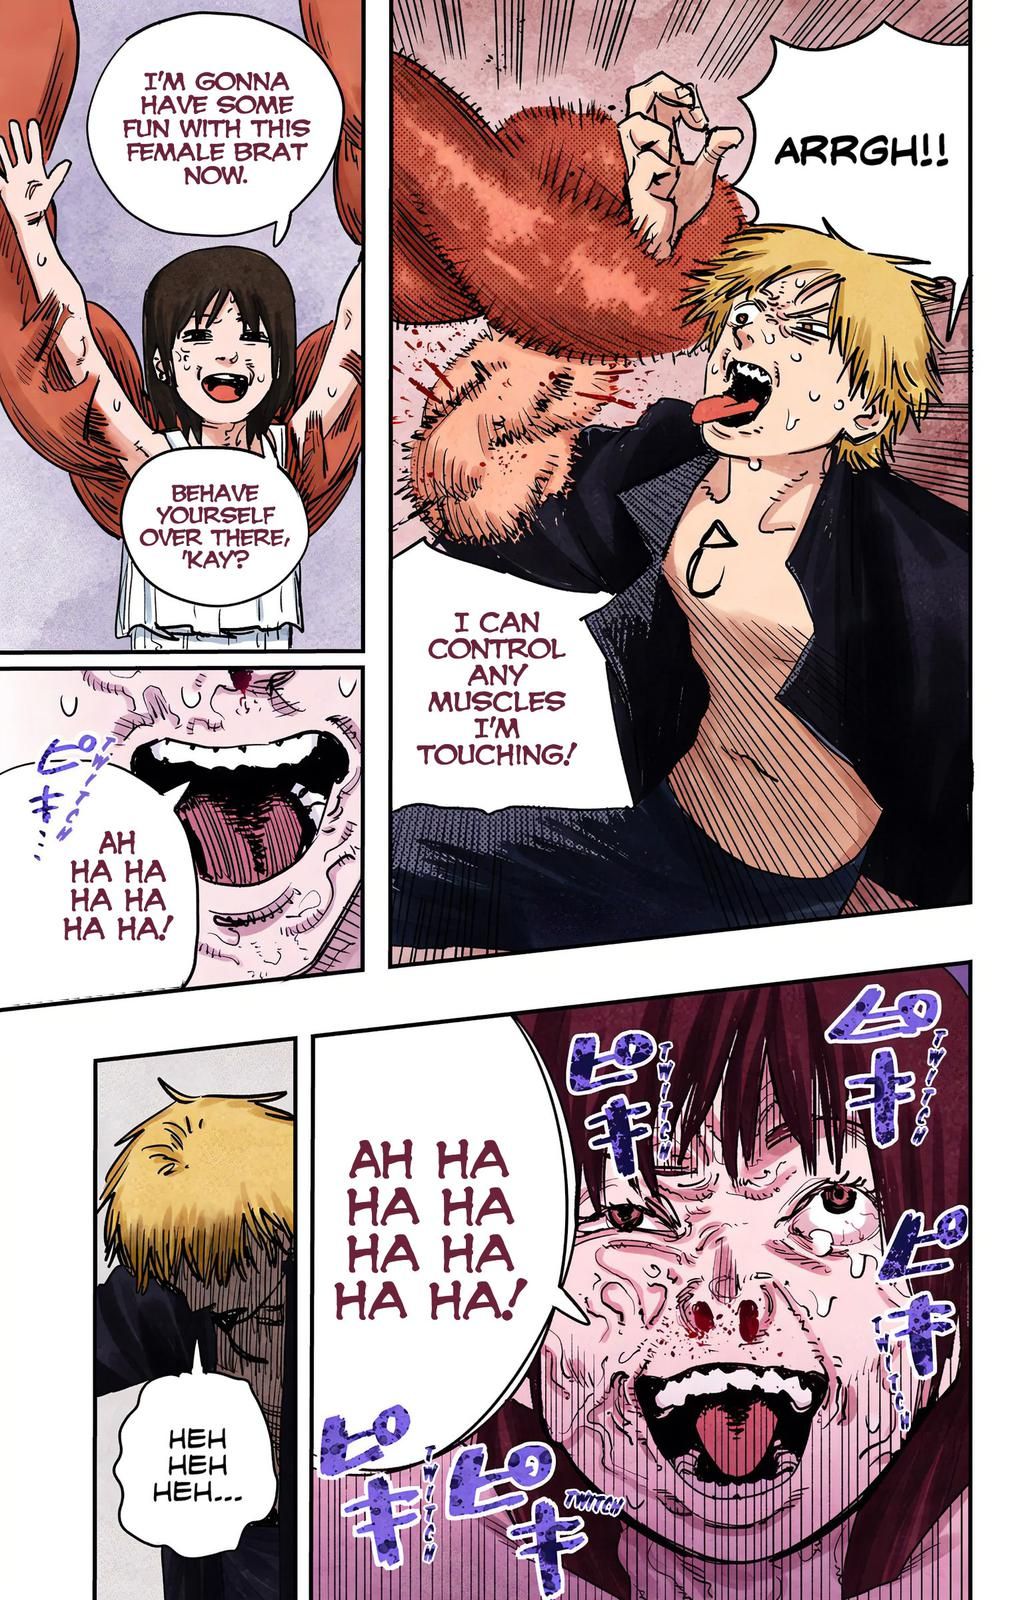 ARRGH!!
I CAN
CONTROL
ANY
MUSCLES
I'M
TOUCHING!
I'M GONNA
HAVE SOME
FUN WITH THIS
FEMALE BRAT
NOW.
BEHAVE
YOURSELF
OVER THERE,
'KAY?
ピキ...
TWITCH
AH
HA HA
HA HA
HA HA!
ピキ
TWITCH
ピキ
TWITCH
AH HA
HA HA
HA HA
HA HA!
ピキ
TWITCH
ピキ
TWITCH
ピキ
TWITCH
HEH
HEH
HEH...